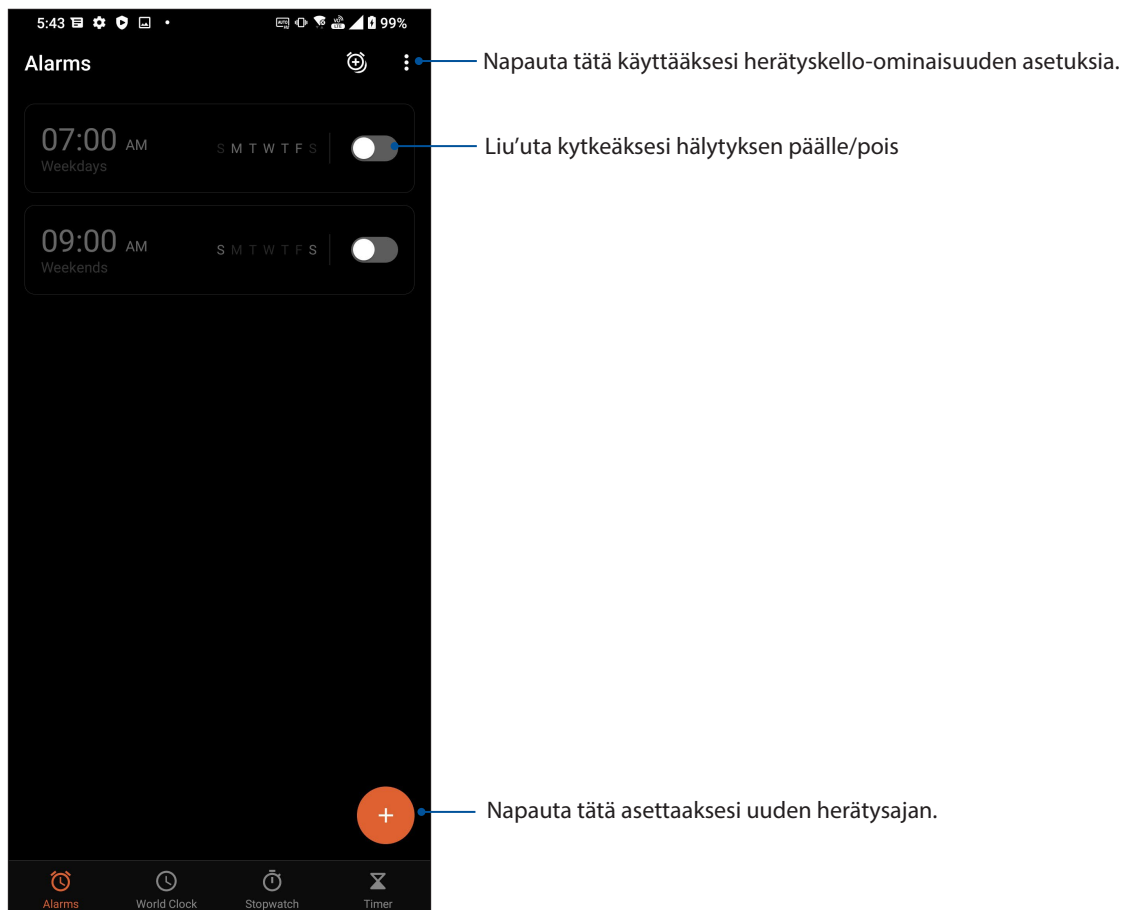 5:43 99%
Alarms
Napauta tätä käyttääksesi herätyskello-ominaisuuden asetuksia.
07:00 AM S M T W T F S
Weekdays
Liu’uta kytkeäksesi hälytyksen päälle/pois
09:00 AM S M T W T F S
Weekends
+
Napauta tätä asettaaksesi uuden herätysajan.
Alarms World Clock Stopwatch Timer